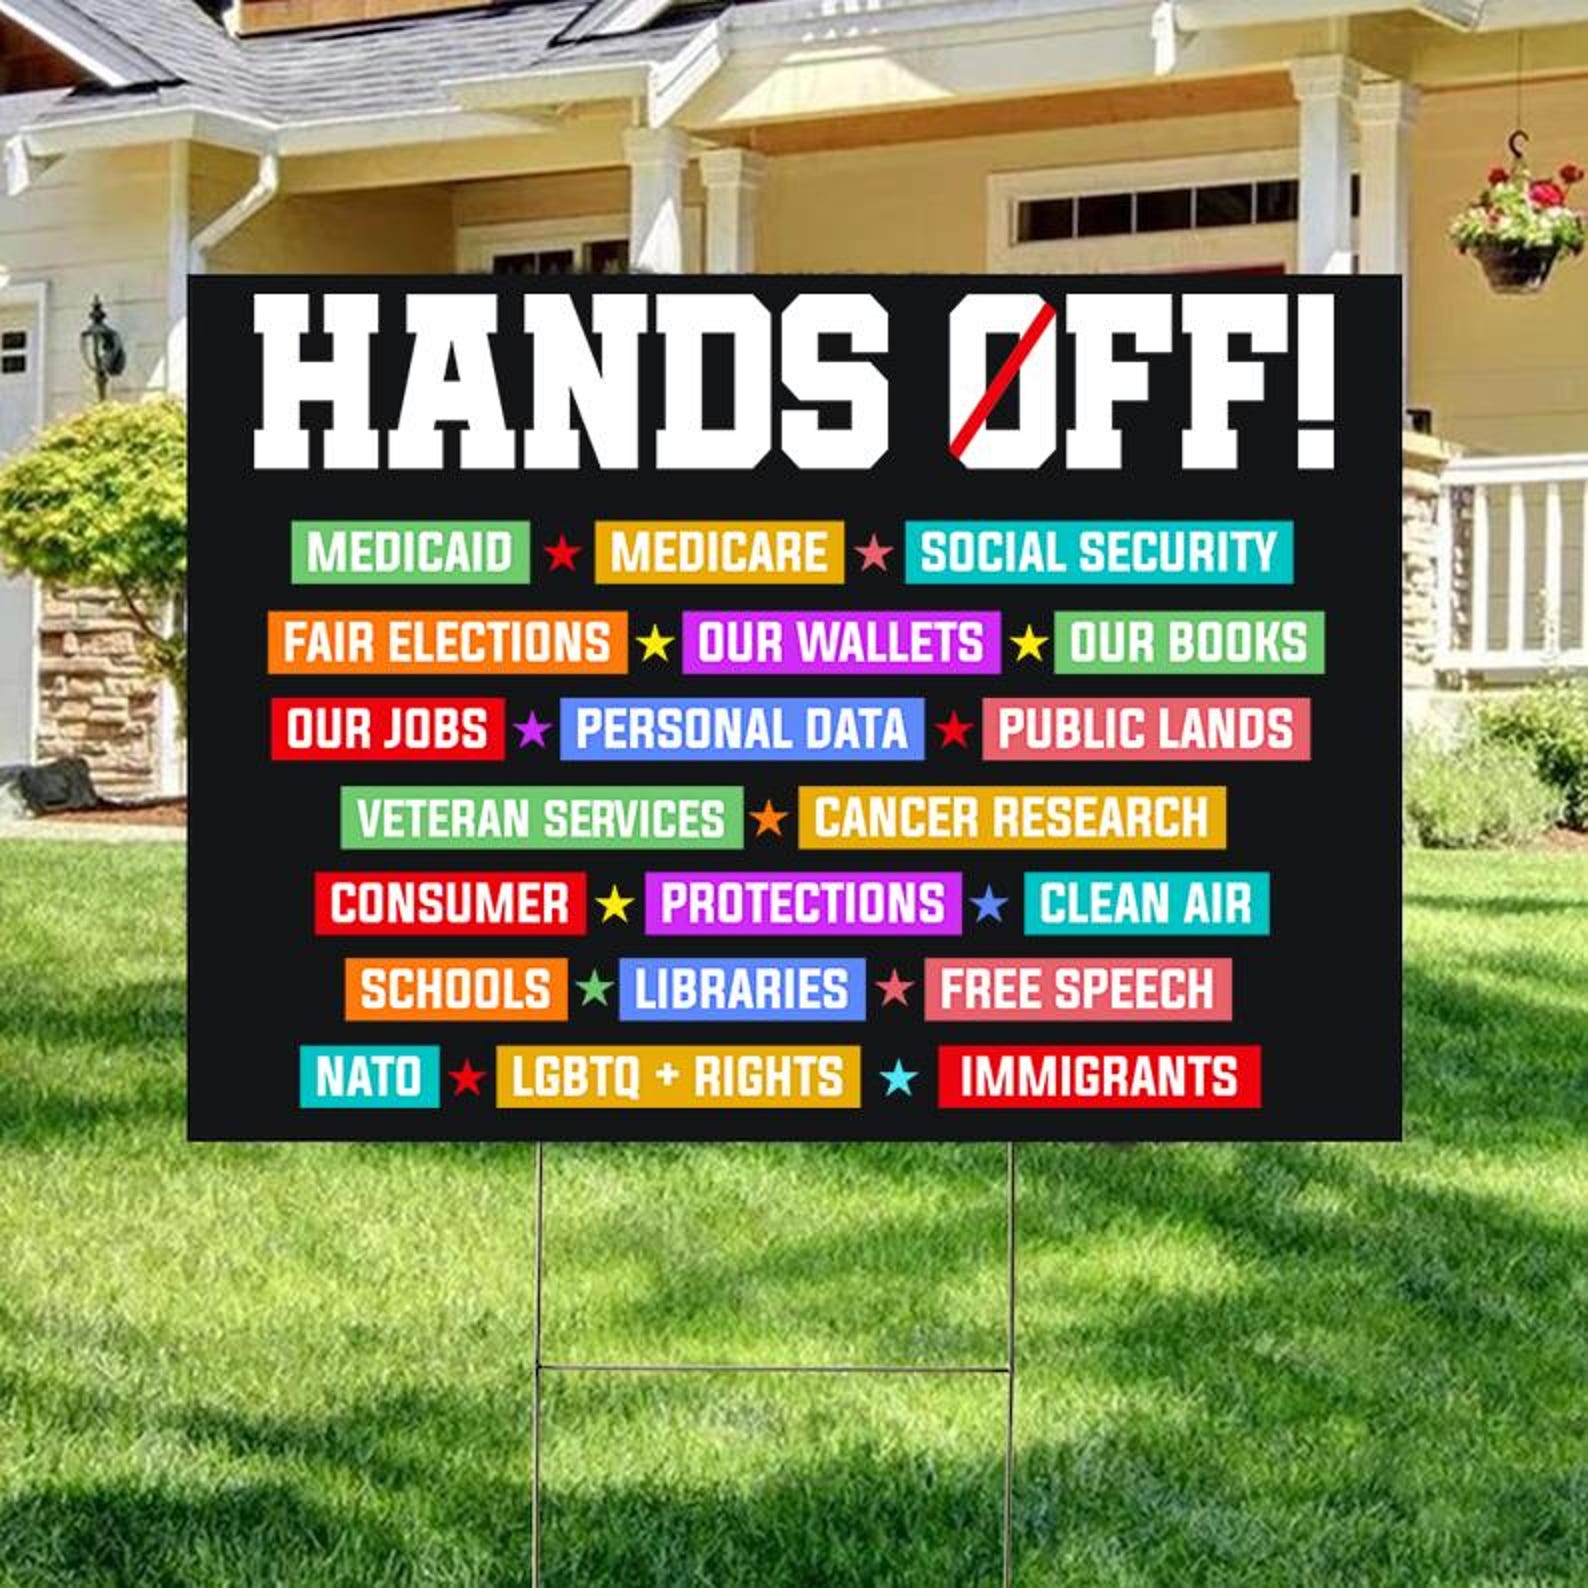 HANDS OFF!
MEDICAID ★ MEDICARE ★ SOCIAL SECURITY
FAIR ELECTIONS ★ OUR WALLETS ★ OUR BOOKS
OUR JOBS ★ PERSONAL DATA ★ PUBLIC LANDS
VETERAN SERVICES ★ CANCER RESEARCH
CONSUMER ★ PROTECTIONS ★ CLEAN AIR
SCHOOLS ★ LIBRARIES ★ FREE SPEECH
NATO ★ LGBTQ + RIGHTS ★ IMMIGRANTS